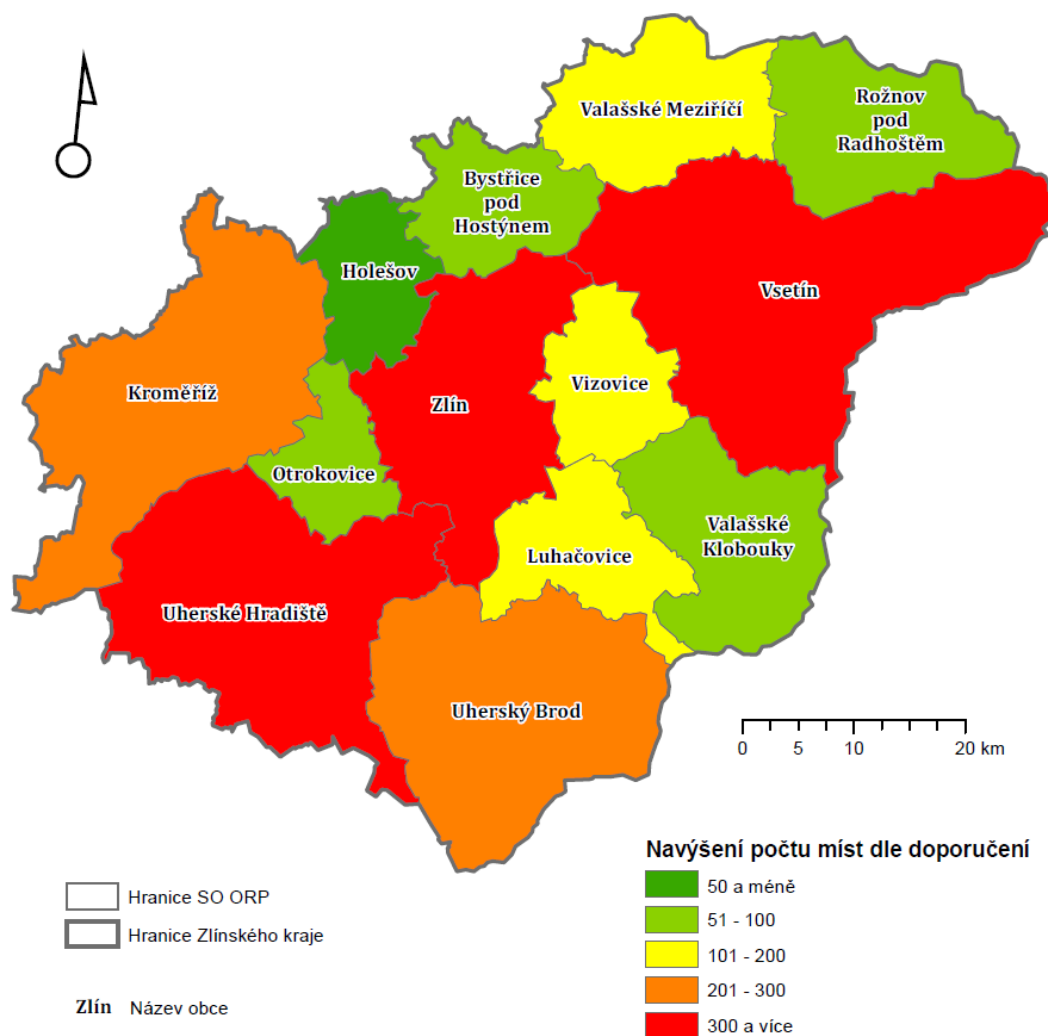 Valašské Meziříčí
Rožnov
pod
Radhoštěm
Bystřice
pod
Hostýnem
Holešov
Vsetín
Kroměříž
Zlín
Vizovice
Otrokovice
Valašské
Klobouky
Luhačovice
Uherské Hradiště
Uherský Brod
0 5 10 20 km
Navýšení počtu míst dle doporučení
50 a méně
51 - 100
101 - 200
201 - 300
300 a více
Hranice SO ORP
Hranice Zlínského kraje
Zlín Název obce